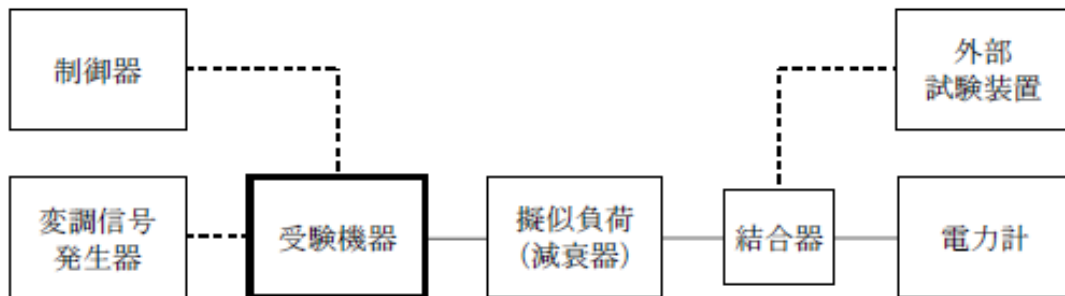 制御器
外部
試験装置
変調信号
発生器
受験機器
擬似負荷
(減衰器)
結合器
電力計